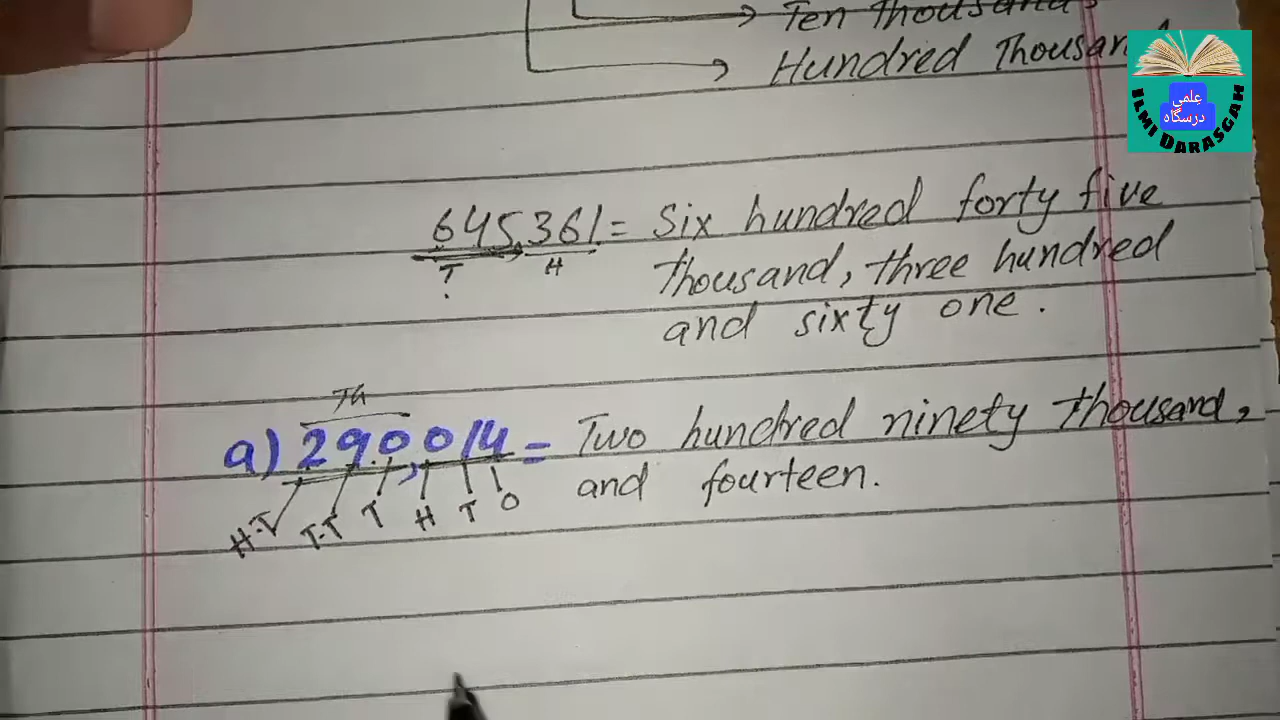 Ten Thousand
Hundred Thousand
علمی
درسگاه
ILMI DARASGAH
645,361 = Six hundred forty five
T H
thousand, three hundred
and sixty one.
Th
a) 290,014 = Two hundred ninety thousand,
and fourteen.
H-T T-T T H T O